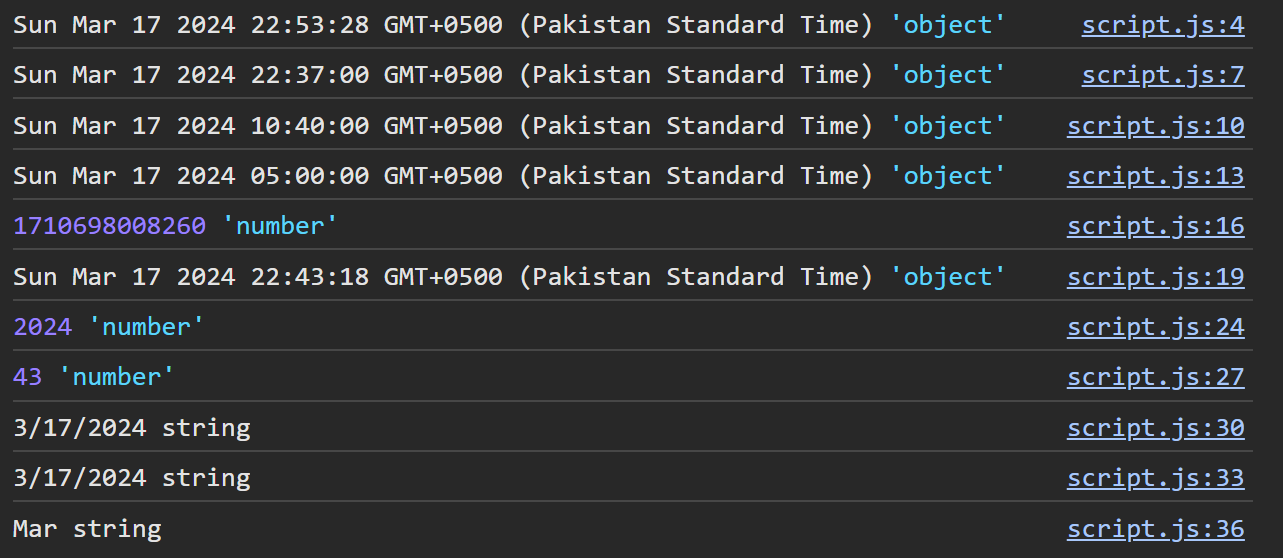 Sun Mar 17 2024 22:53:28 GMT+0500 (Pakistan Standard Time) 'object' script.js:4
Sun Mar 17 2024 22:37:00 GMT+0500 (Pakistan Standard Time) 'object' script.js:7
Sun Mar 17 2024 10:40:00 GMT+0500 (Pakistan Standard Time) 'object' script.js:10
Sun Mar 17 2024 05:00:00 GMT+0500 (Pakistan Standard Time) 'object' script.js:13
1710698008260 'number' script.js:16
Sun Mar 17 2024 22:43:18 GMT+0500 (Pakistan Standard Time) 'object' script.js:19
2024 'number' script.js:24
43 'number' script.js:27
3/17/2024 string script.js:30
3/17/2024 string script.js:33
Mar string script.js:36